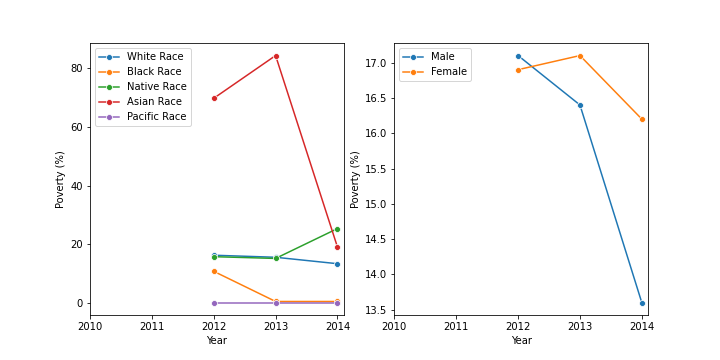 White Race
Black Race
Native Race
Asian Race
Pacific Race
80
60
40
20
0
Poverty (%)
2010 2011 2012 2013 2014
Year
Male
Female
17.0
16.5
16.0
15.5
15.0
14.5
14.0
13.5
Poverty (%)
2010 2011 2012 2013 2014
Year